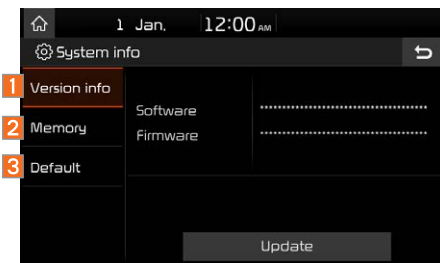 1 Jan. 12:00 AM
System info
1 Version info
Software
Firmware
2 Memory
3 Default
Update